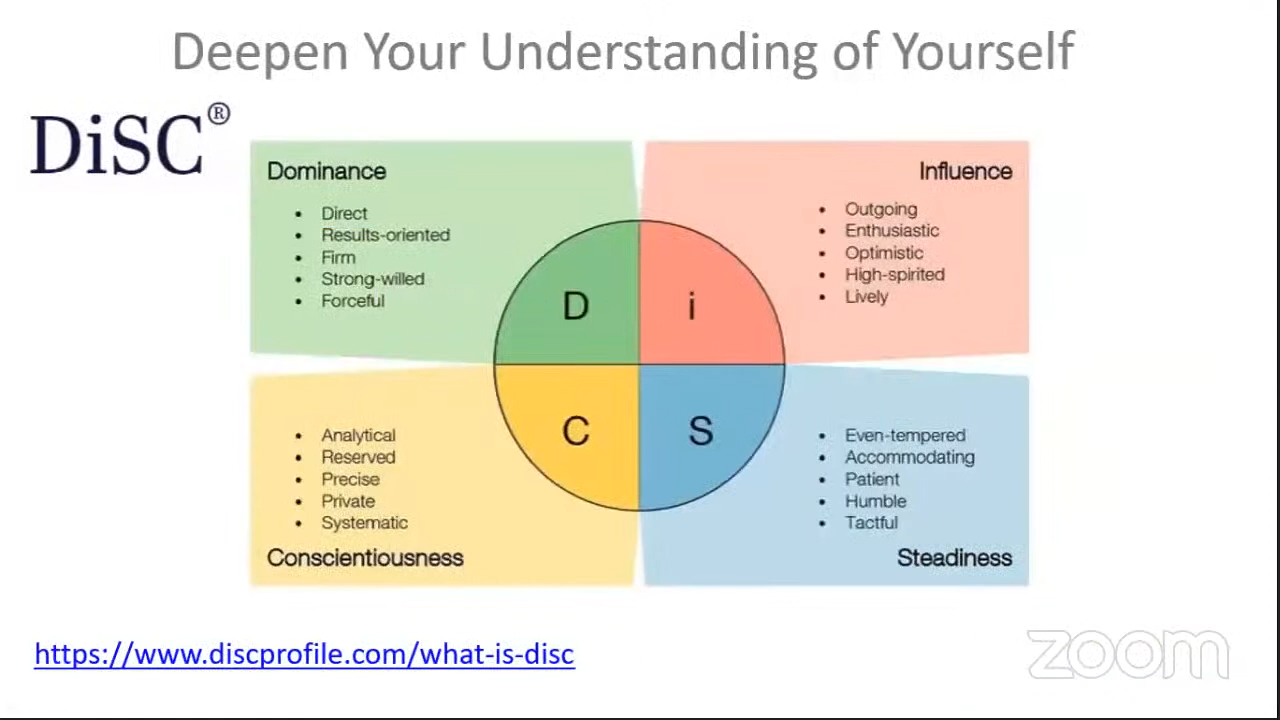 Deepen Your Understanding of Yourself
DiSC®
Dominance
• Direct
• Results-oriented
• Firm
• Strong-willed
• Forceful
Influence
• Outgoing
• Enthusiastic
• Optimistic
• High-spirited
• Lively
D
i
C
S
• Analytical
• Reserved
• Precise
• Private
• Systematic
Conscientiousness
• Even-tempered
• Accommodating
• Patient
• Humble
• Tactful
Steadiness
https://www.discprofile.com/what-is-disc
zoom